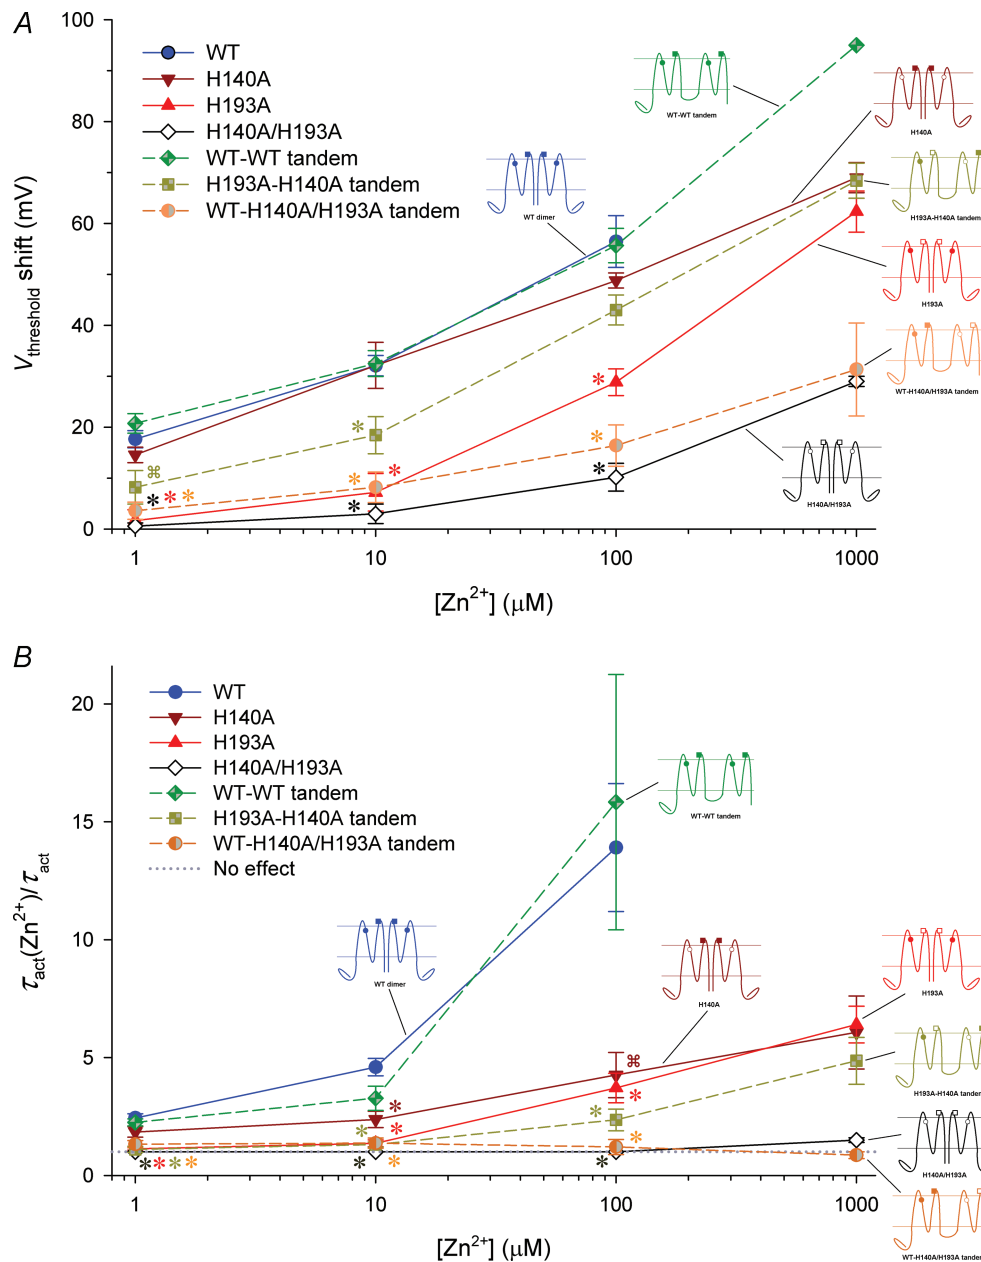 A
100
80
60
40
20
0
V threshold shift (mV)
WT
H140A
H193A
H140A/H193A
WT-WT tandem
H193A-H140A tandem
WT-H140A/H193A tandem
WT-WT tandem
H140A
WT dimer
H193A-H140A tandem
H193A
WT-H140A/H193A tandem
H140A/H193A
⌘
* * *
*
* *
*
*
*
*
1
10
100
1000
[Zn2+] (μM)
B
20
15
10
5
0
τact(Zn2+)/τact
WT
H140A
H193A
H140A/H193A
WT-WT tandem
H193A-H140A tandem
WT-H140A/H193A tandem
No effect
WT-WT tandem
WT dimer
H140A
H193A
H193A-H140A tandem
H140A/H193A
WT-H140A/H193A tandem
⌘
*
*
*
*
* *
* * * *
* *
*
1
10
100
1000
[Zn2+] (μM)